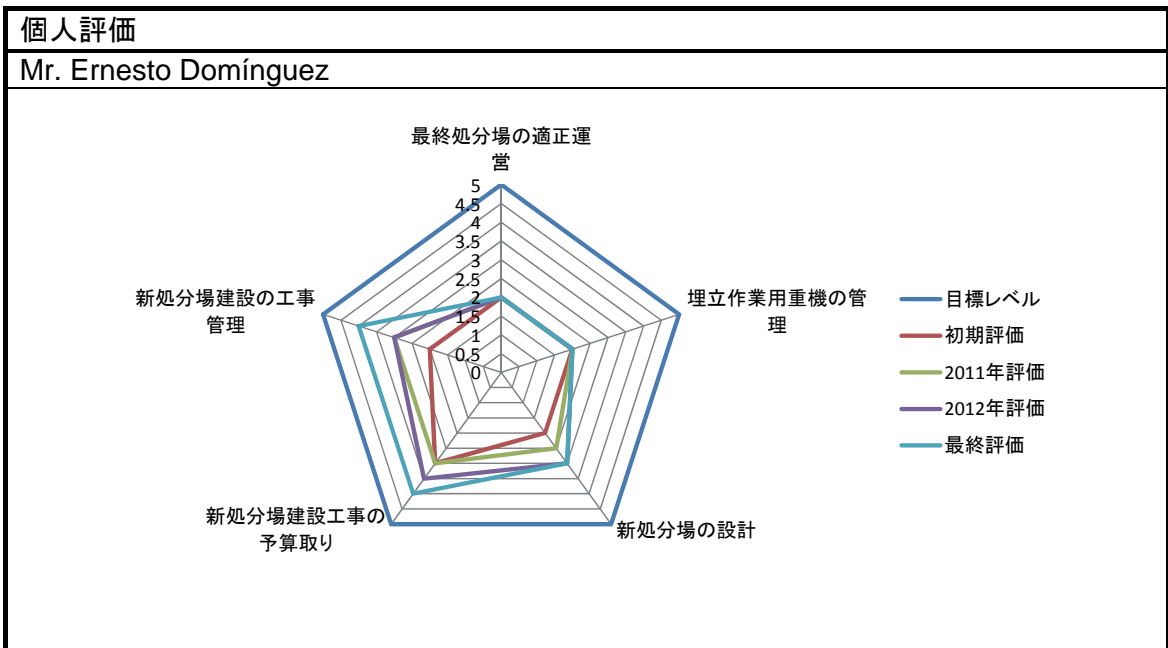 個人評価
Mr. Ernesto Domínguez
最終処分場の適正運
営
5
4.5
4
3.5
3
2.5
2
1.5
1
0.5
0
新処分場建設の工事
管理
埋立作業用重機の管
理
新処分場建設工事の
予算取り
新処分場の設計
目標レベル
初期評価
2011年評価
2012年評価
最終評価